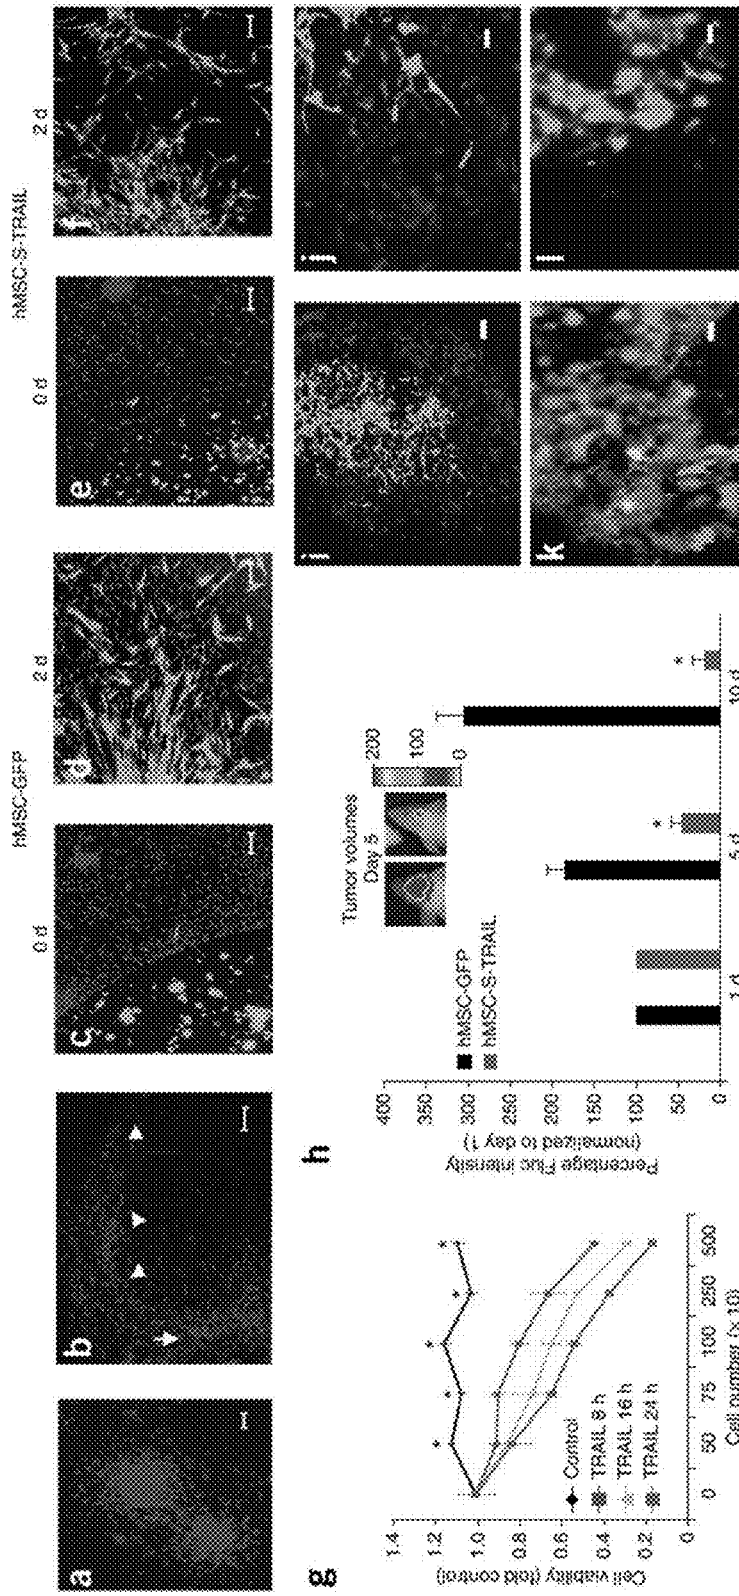 hMSC-GFP
hMSC-S-TRAIL
0 d
2 d
0 d
2 d
a
b
c
d
e
f
g
Cell viability (fold control)
1.4
1.2
1.0
0.8
0.6
0.4
0.2
0
Control
TRAIL 8 h
TRAIL 16 h
TRAIL 24 h
0
50
75
100
250
500
Cell number (× 10)
h
Percentage Fluc intensity
(normalized to day 1)
400
350
300
250
200
150
100
50
0
hMSC-GFP
hMSC-S-TRAIL
Tumor volumes
Day 5
200
100
0
*
*
1 d
5 d
10 d
i
j
k
l